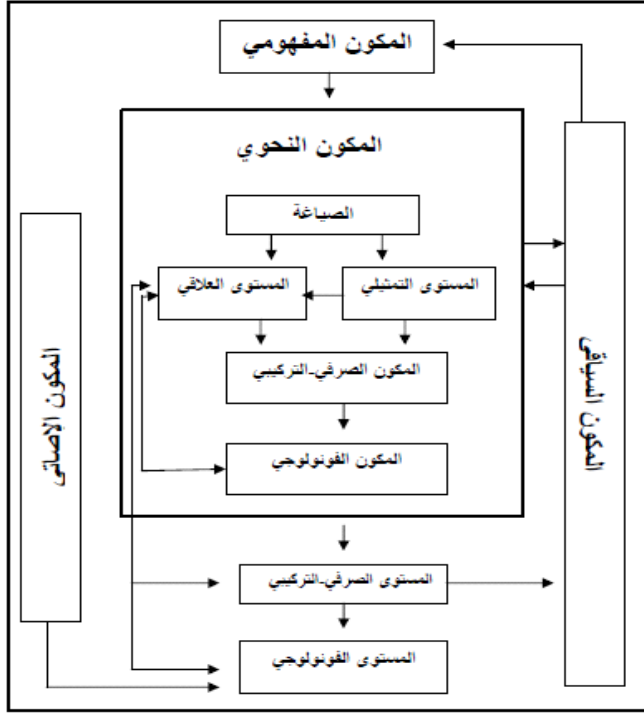 المكون المفهومي
المكون النحوي
الصياغة
المستوى التمثيلي
المستوى العلاقي
المكون الصرفي-التركيبي
المكون الفونولوجي
المستوى الصرفي-التركيبي
المستوى الفونولوجي
المكون السياقي
المكون الإصاتي